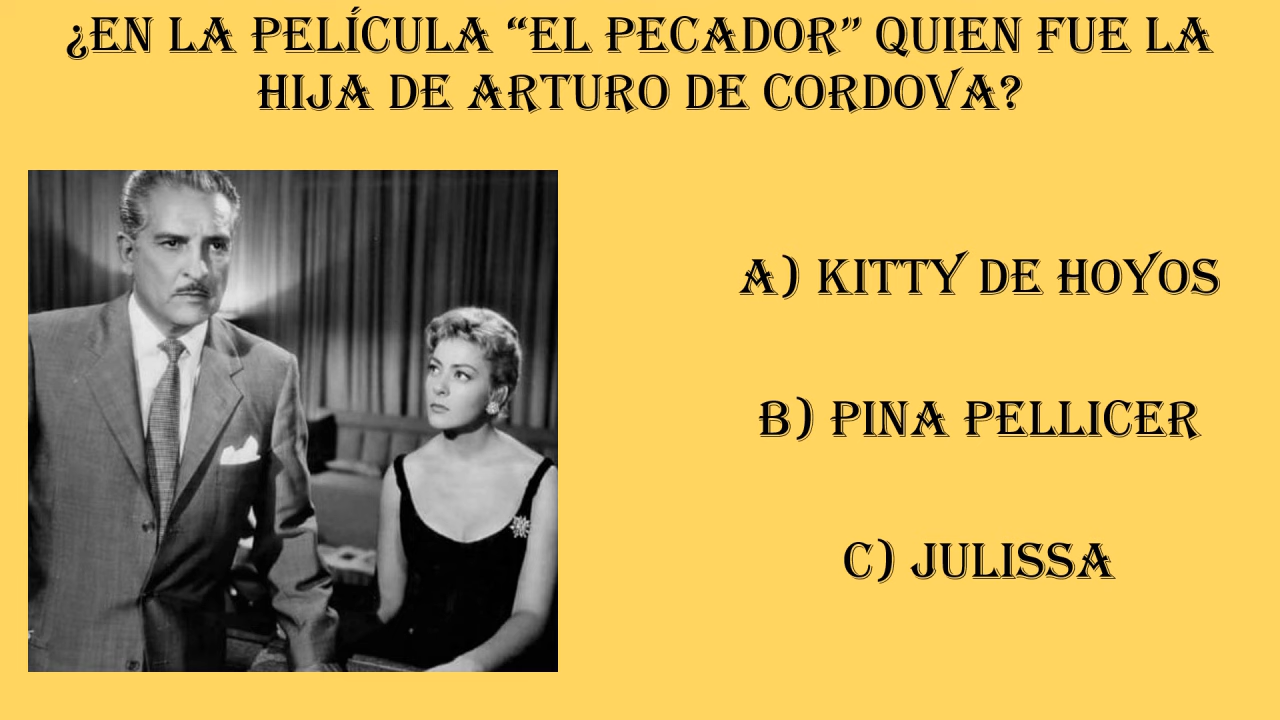 ¿EN LA PELÍCULA “EL PECADOR” QUIEN FUE LA
HIJA DE ARTURO DE CORDOVA?
A) KITTY DE HOYOS
B) PINA PELLICER
C) JULISSA